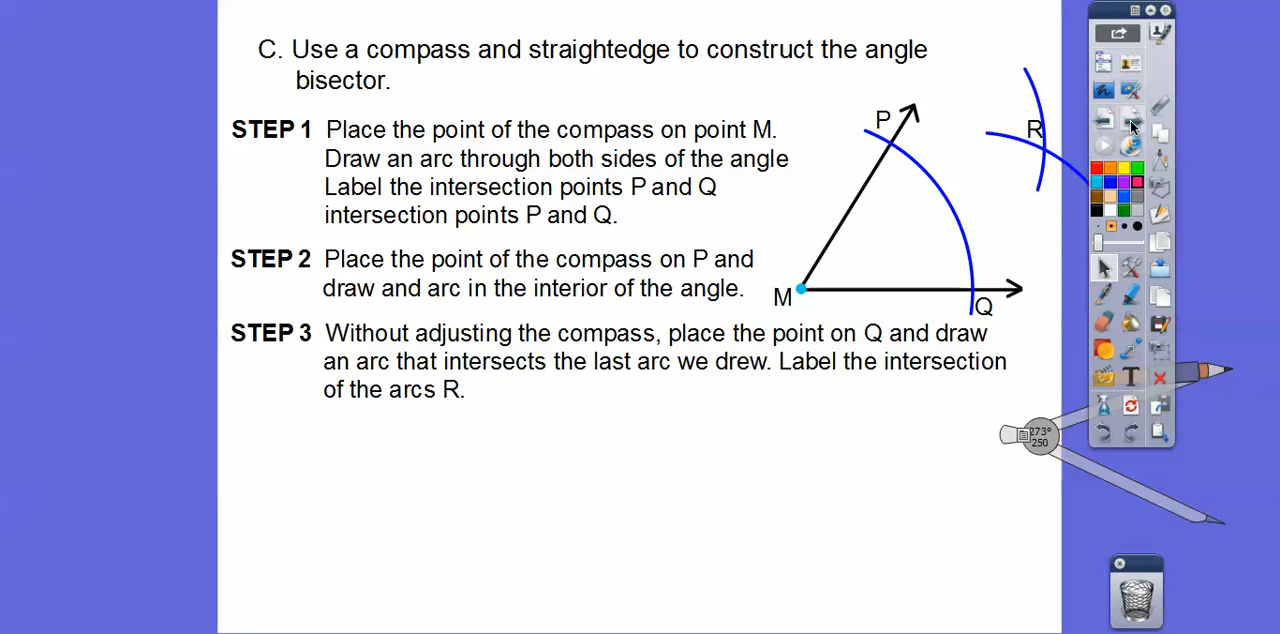 C. Use a compass and straightedge to construct the angle
bisector.
STEP 1 Place the point of the compass on point M.
Draw an arc through both sides of the angle
Label the intersection points P and Q
intersection points P and Q.
STEP 2 Place the point of the compass on P and
draw and arc in the interior of the angle.
STEP 3 Without adjusting the compass, place the point on Q and draw
an arc that intersects the last arc we drew. Label the intersection
of the arcs R.
P
R
M
Q
273°
250
T